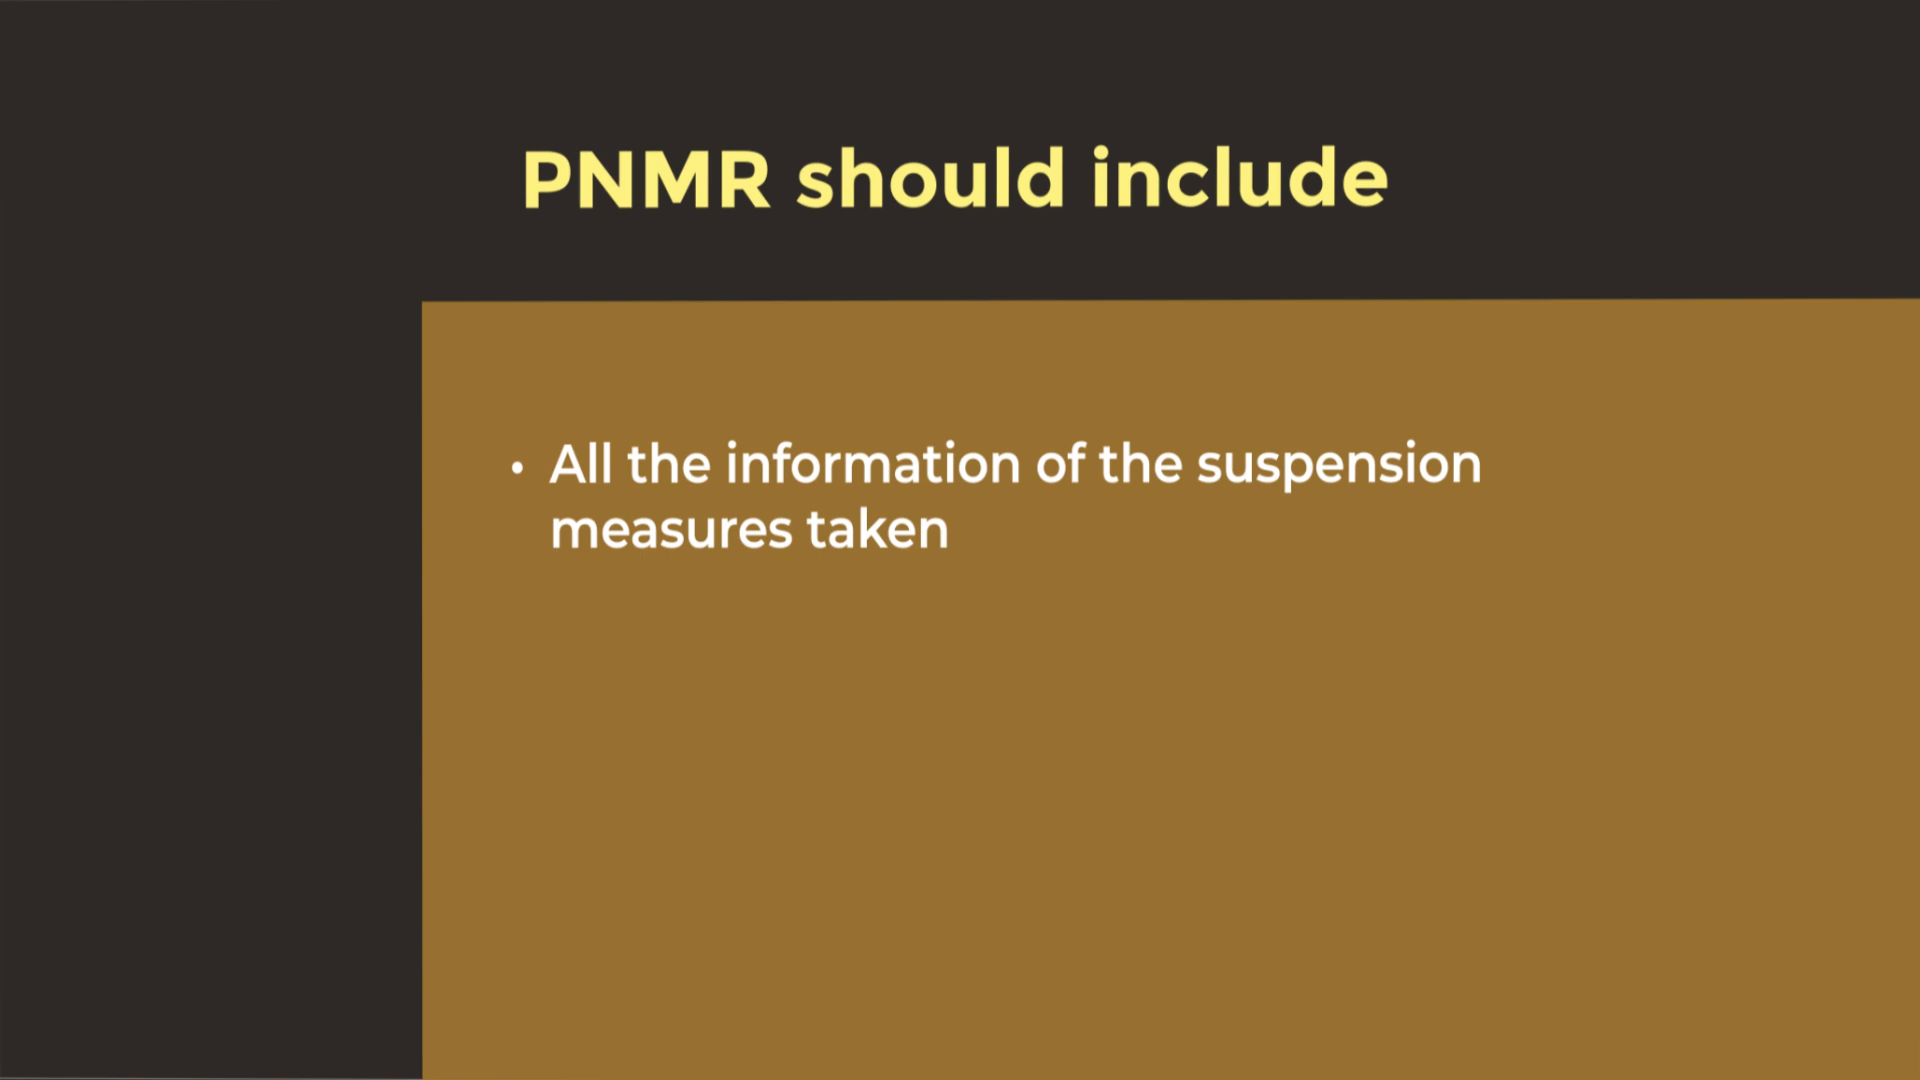 PNMR should include
• All the information of the suspension
measures taken